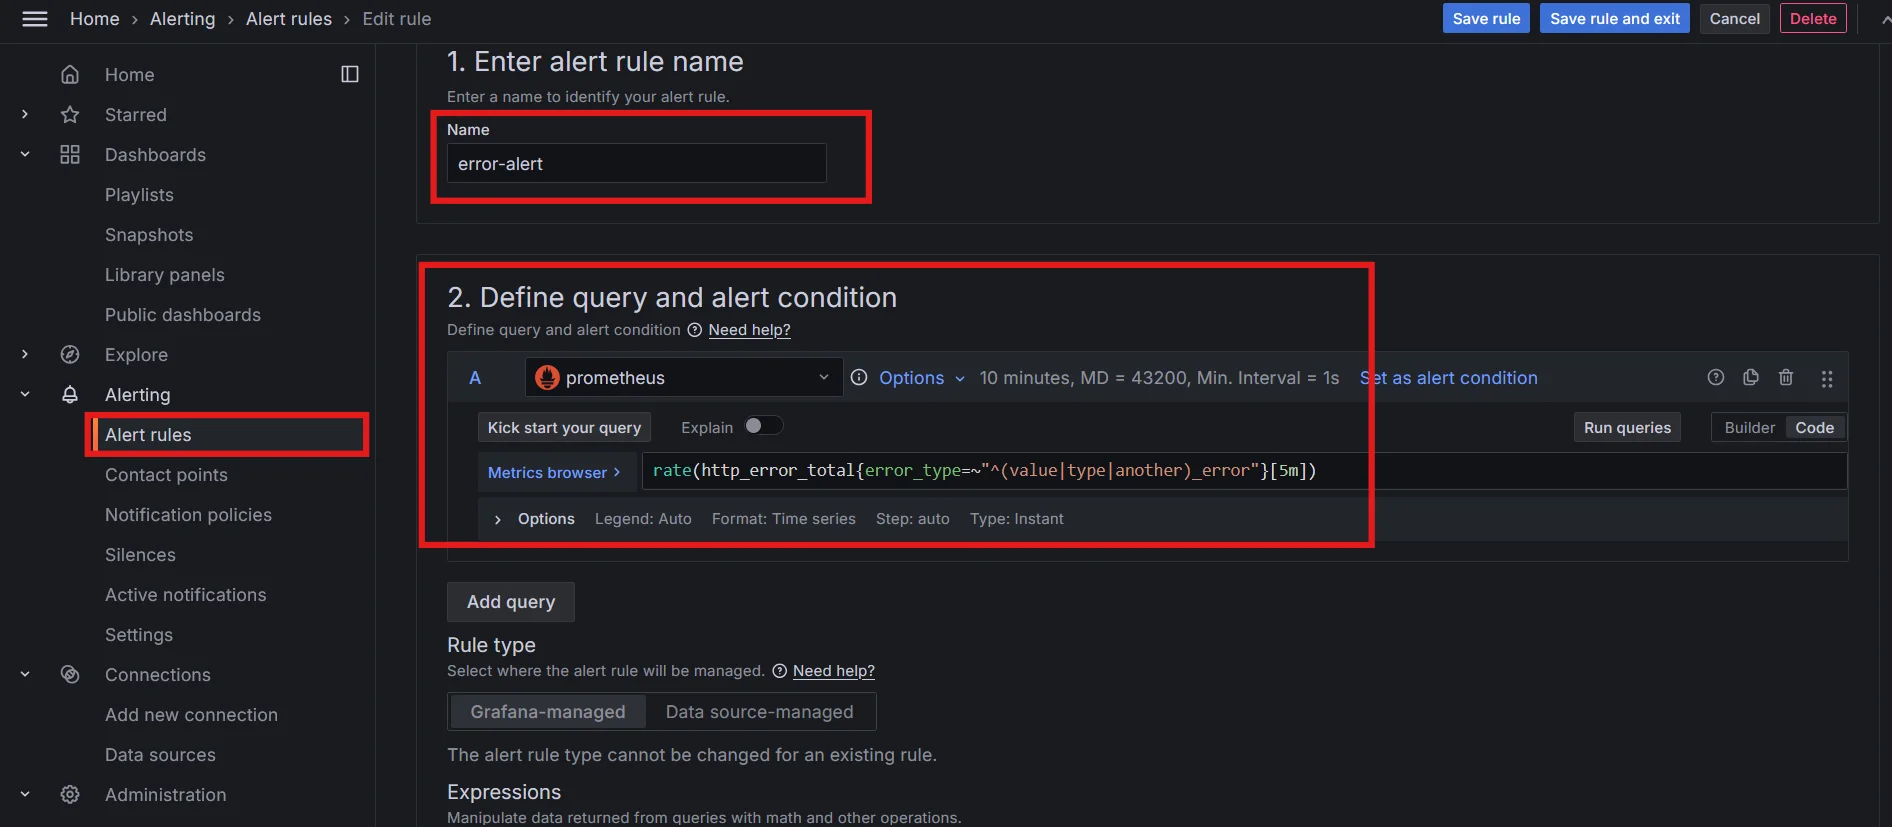 Home › Alerting › Alert rules › Edit rule
Save rule
Save rule and exit
Cancel
Delete
Home
Starred
Dashboards
Playlists
Snapshots
Library panels
Public dashboards
Explore
Alerting
Alert rules
Contact points
Notification policies
Silences
Active notifications
Settings
Connections
Add new connection
Data sources
Administration
1. Enter alert rule name
Enter a name to identify your alert rule.
Name
error-alert
2. Define query and alert condition
Define query and alert condition Need help?
A prometheus Options 10 minutes, MD = 43200, Min. Interval = 1s Set as alert condition
Kick start your query Explain Run queries Builder Code
Metrics browser › rate(http_error_total{error_type=~"^(value|type|another)_error"}[5m])
› Options Legend: Auto Format: Time series Step: auto Type: Instant
Add query
Rule type
Select where the alert rule will be managed. Need help?
Grafana-managed Data source-managed
The alert rule type cannot be changed for an existing rule.
Expressions
Manipulate data returned from queries with math and other operations.